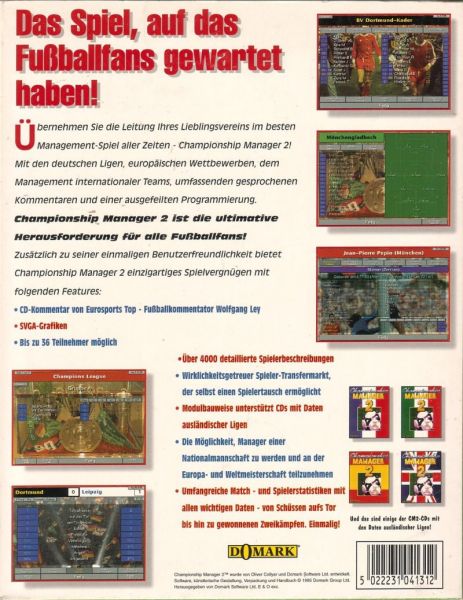 Das Spiel, auf das
Fußballfans gewartet
haben!
Übernehmen Sie die Leitung Ihres Lieblingsvereins im besten
Management-Spiel aller Zeiten - Championship Manager 2!
Mit den deutschen Ligen, europäischen Wettbewerben, dem
Management internationaler Teams, umfassenden gesprochenen
Kommentaren und einer ausgefeilten Programmierung.
Championship Manager 2 ist die ultimative
Herausforderung für alle Fußballfans!
Zusätzlich zu seiner einmaligen Benutzerfreundlichkeit bietet
Championship Manager 2 einzigartiges Spielvergnügen mit
folgenden Features:
• CD-Kommentar von Eurosports Top - Fußballkommentator Wolfgang Ley
• SVGA-Grafiken
• Bis zu 36 Teilnehmer möglich
• Über 4000 detaillierte Spielerbeschreibungen
• Wirklichkeitsgetreuer Spieler-Transfermarkt,
der selbst einen Spielertausch ermöglicht
• Modulbauweise unterstützt CDs mit Daten
ausländischer Ligen
• Die Möglichkeit, Manager einer
Nationalmannschaft zu werden und an der
Europa- und Weltmeisterschaft teilzunehmen
• Umfangreiche Match - und Spielerstatistiken mit
allen wichtigen Daten - von Schüssen aufs Tor
bis hin zu gewonnenen Zweikämpfen. Einmalig!
BV Dortmund-Kader
Mönchengladbach
Jean-Pierre Papin (München)
Champions League
Dortmund 0 Leipzig 1
MANAGER
2
MANAGER
2
MANAGER
2
MANAGER
2
Und das sind einige der CM2-CDs mit
den Daten ausländischer Ligen!
DOMARK
Championship Manager 2™ wurde von Oliver Collyer und Domark Software Ltd. entwickelt.
Software, künstlerische Gestaltung, Verpackung und Handbuch © 1995 Domark Group Ltd.
Herausgegeben von Domark Software Ltd. E & O exc.
5 022231 041312